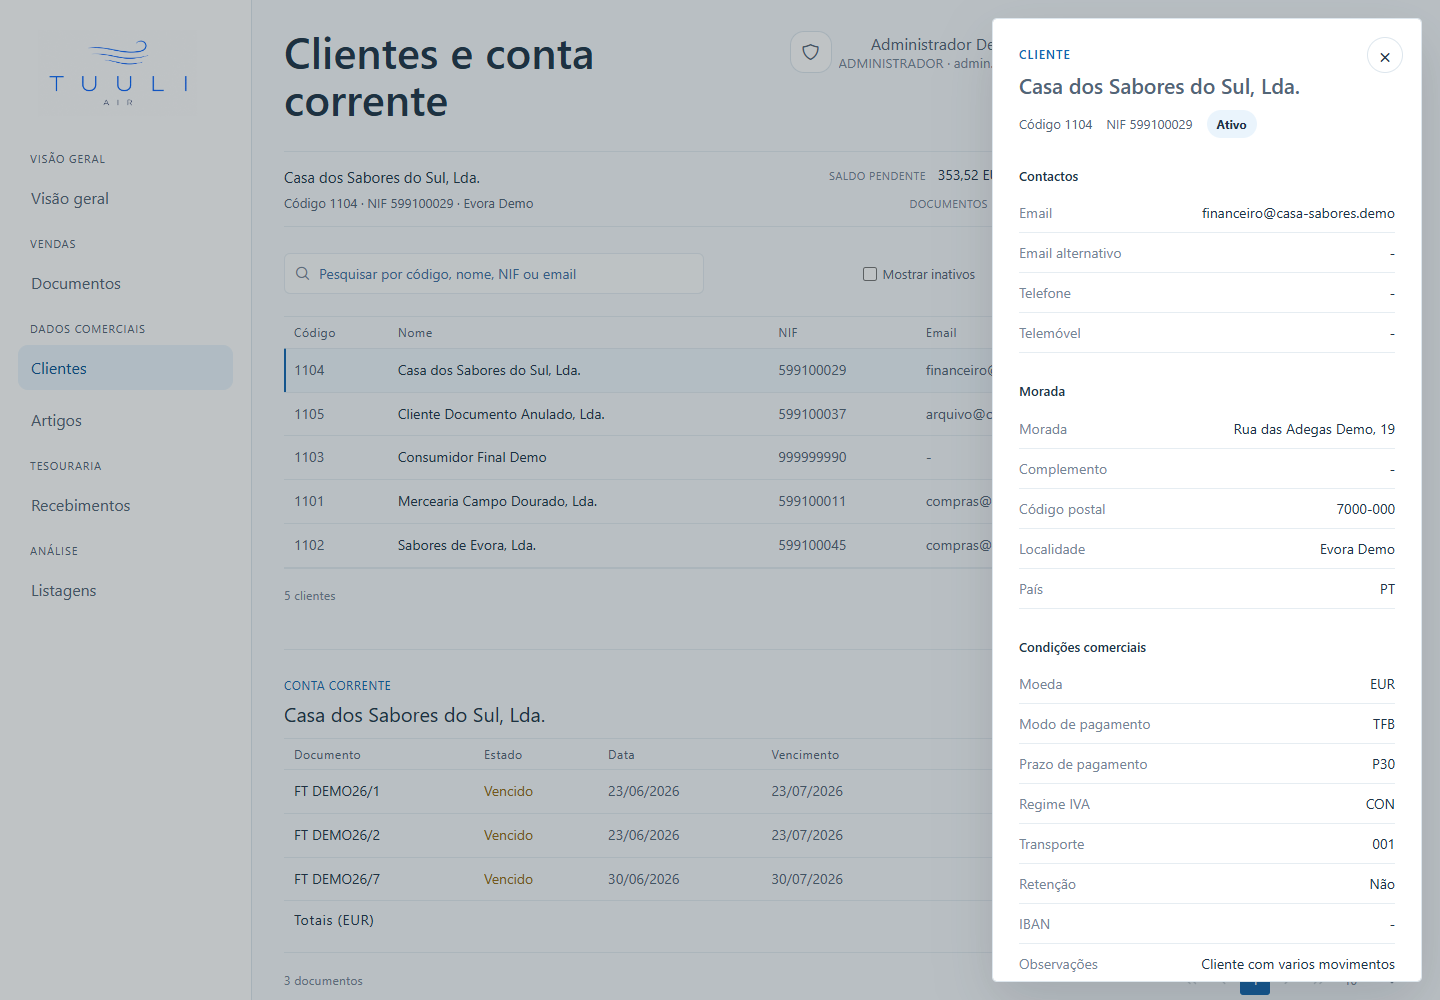 TUULI
AIR
VISÃO GERAL
Visão geral
VENDAS
Documentos
DADOS COMERCIAIS
Clientes
Artigos
TESOURARIA
Recebimentos
ANÁLISE
Listagens
Clientes e conta
corrente
Administrador De
ADMINISTRADOR · admin.
Casa dos Sabores do Sul, Lda.
Código 1104 · NIF 599100029 · Evora Demo
SALDO PENDENTE 353,52 EU
DOCUMENTOS
Pesquisar por código, nome, NIF ou email
Mostrar inativos
Código Nome NIF Email
1104 Casa dos Sabores do Sul, Lda. 599100029 financeiro@
1105 Cliente Documento Anulado, Lda. 599100037 arquivo@c
1103 Consumidor Final Demo 999999990 -
1101 Mercearia Campo Dourado, Lda. 599100011 compras@
1102 Sabores de Evora, Lda. 599100045 compras@
5 clientes
CONTA CORRENTE
Casa dos Sabores do Sul, Lda.
Documento Estado Data Vencimento
FT DEMO26/1 Vencido 23/06/2026 23/07/2026
FT DEMO26/2 Vencido 23/06/2026 23/07/2026
FT DEMO26/7 Vencido 30/06/2026 30/07/2026
Totais (EUR)
3 documentos
CLIENTE
Casa dos Sabores do Sul, Lda.
Código 1104 NIF 599100029 Ativo
Contactos
Email financeiro@casa-sabores.demo
Email alternativo -
Telefone -
Telemóvel -
Morada
Morada Rua das Adegas Demo, 19
Complemento -
Código postal 7000-000
Localidade Evora Demo
País PT
Condições comerciais
Moeda EUR
Modo de pagamento TFB
Prazo de pagamento P30
Regime IVA CON
Transporte 001
Retenção Não
IBAN -
Observações Cliente com varios movimentos